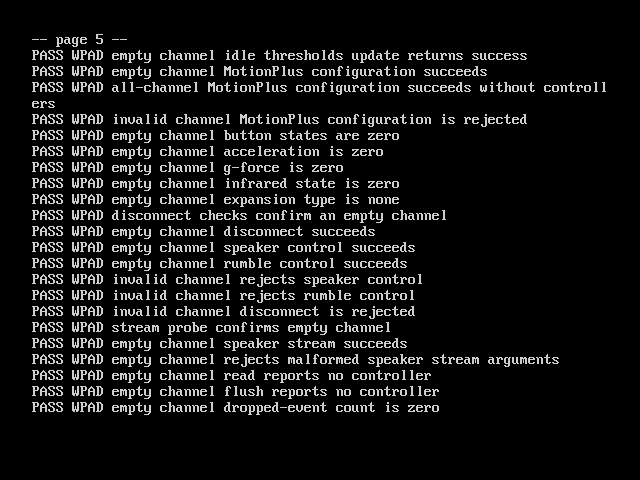 -- page 5 --
PASS WPAD empty channel idle thresholds update returns success
PASS WPAD empty channel MotionPlus configuration succeeds
PASS WPAD all-channel MotionPlus configuration succeeds without controll
ers
PASS WPAD invalid channel MotionPlus configuration is rejected
PASS WPAD empty channel button states are zero
PASS WPAD empty channel acceleration is zero
PASS WPAD empty channel g-force is zero
PASS WPAD empty channel infrared state is zero
PASS WPAD empty channel expansion type is none
PASS WPAD disconnect checks confirm an empty channel
PASS WPAD empty channel disconnect succeeds
PASS WPAD empty channel speaker control succeeds
PASS WPAD empty channel rumble control succeeds
PASS WPAD invalid channel rejects speaker control
PASS WPAD invalid channel rejects rumble control
PASS WPAD invalid channel disconnect is rejected
PASS WPAD stream probe confirms empty channel
PASS WPAD empty channel speaker stream succeeds
PASS WPAD empty channel rejects malformed speaker stream arguments
PASS WPAD empty channel read reports no controller
PASS WPAD empty channel flush reports no controller
PASS WPAD empty channel dropped-event count is zero